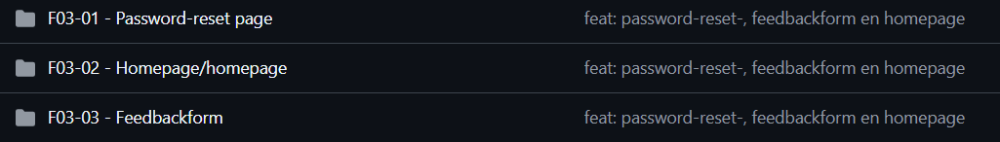 F03-01 - Password-reset page feat: password-reset-, feedbackform en homepage
F03-02 - Homepage/homepage feat: password-reset-, feedbackform en homepage
F03-03 - Feedbackform feat: password-reset-, feedbackform en homepage